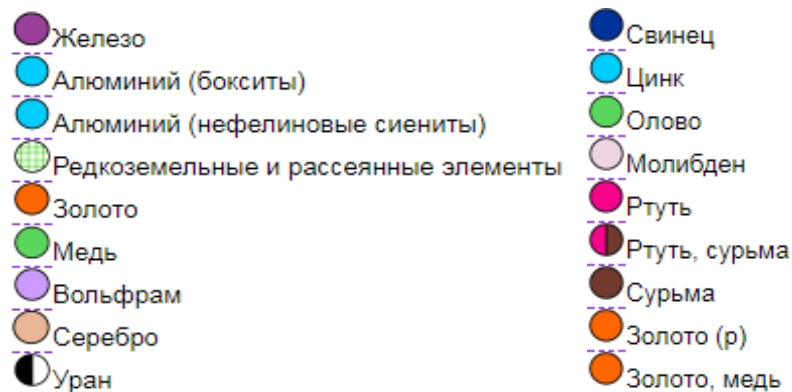 Железо
Алюминий (бокситы)
Алюминий (нефелиновые сиениты)
Редкоземельные и рассеянные элементы
Золото
Медь
Вольфрам
Серебро
Уран
Свинец
Цинк
Олово
Молибден
Ртуть
Ртуть, сурьма
Сурьма
Золото (р)
Золото, медь